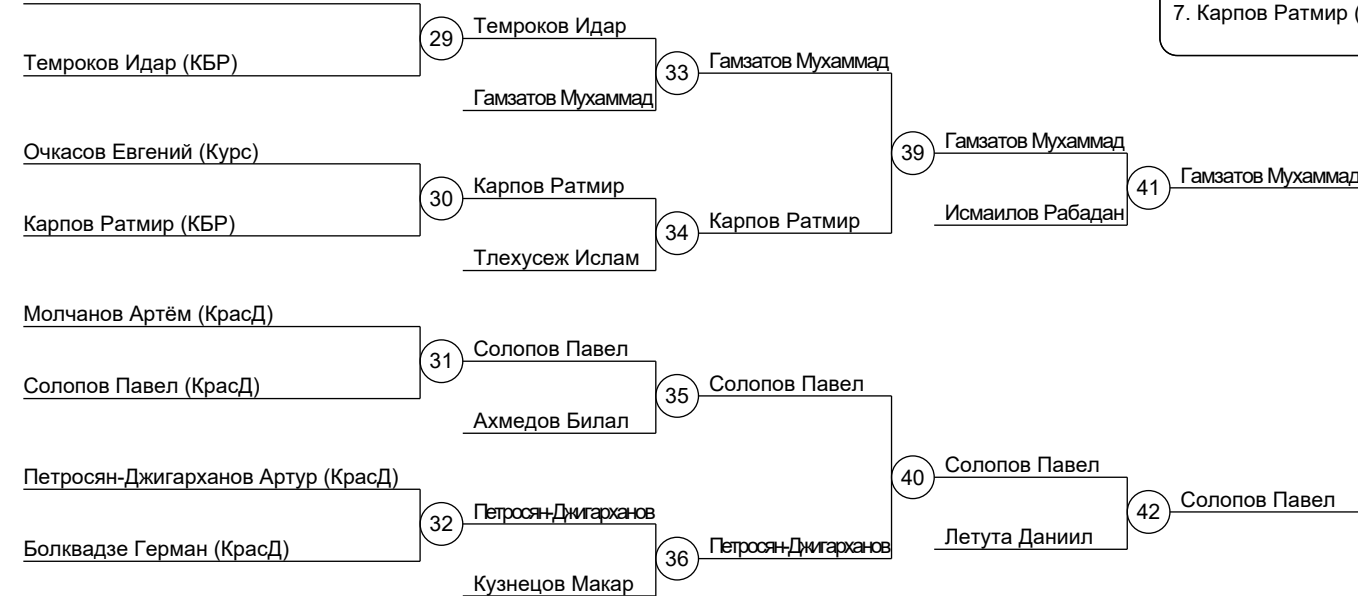 7. Карпов Ратмир (
Темроков Идар
29
Темроков Идар (КБР)
Гамзатов Мухаммад
33
Гамзатов Мухаммад
Очкасов Евгений (Курс)
Гамзатов Мухаммад
39
Гамзатов Мухаммад
41
Карпов Ратмир
30
Карпов Ратмир (КБР)
Карпов Ратмир
34
Исмаилов Рабадан
Тлехусеж Ислам
Молчанов Артём (КрасД)
Солопов Павел
31
Солопов Павел (КрасД)
Солопов Павел
35
Ахмедов Билал
Петросян-Джигарханов Артур (КрасД)
Солопов Павел
40
Солопов Павел
42
Петросян-Джигарханов
32
Болквадзе Герман (КрасД)
Петросян-Джигарханов
36
Летута Даниил
Кузнецов Макар